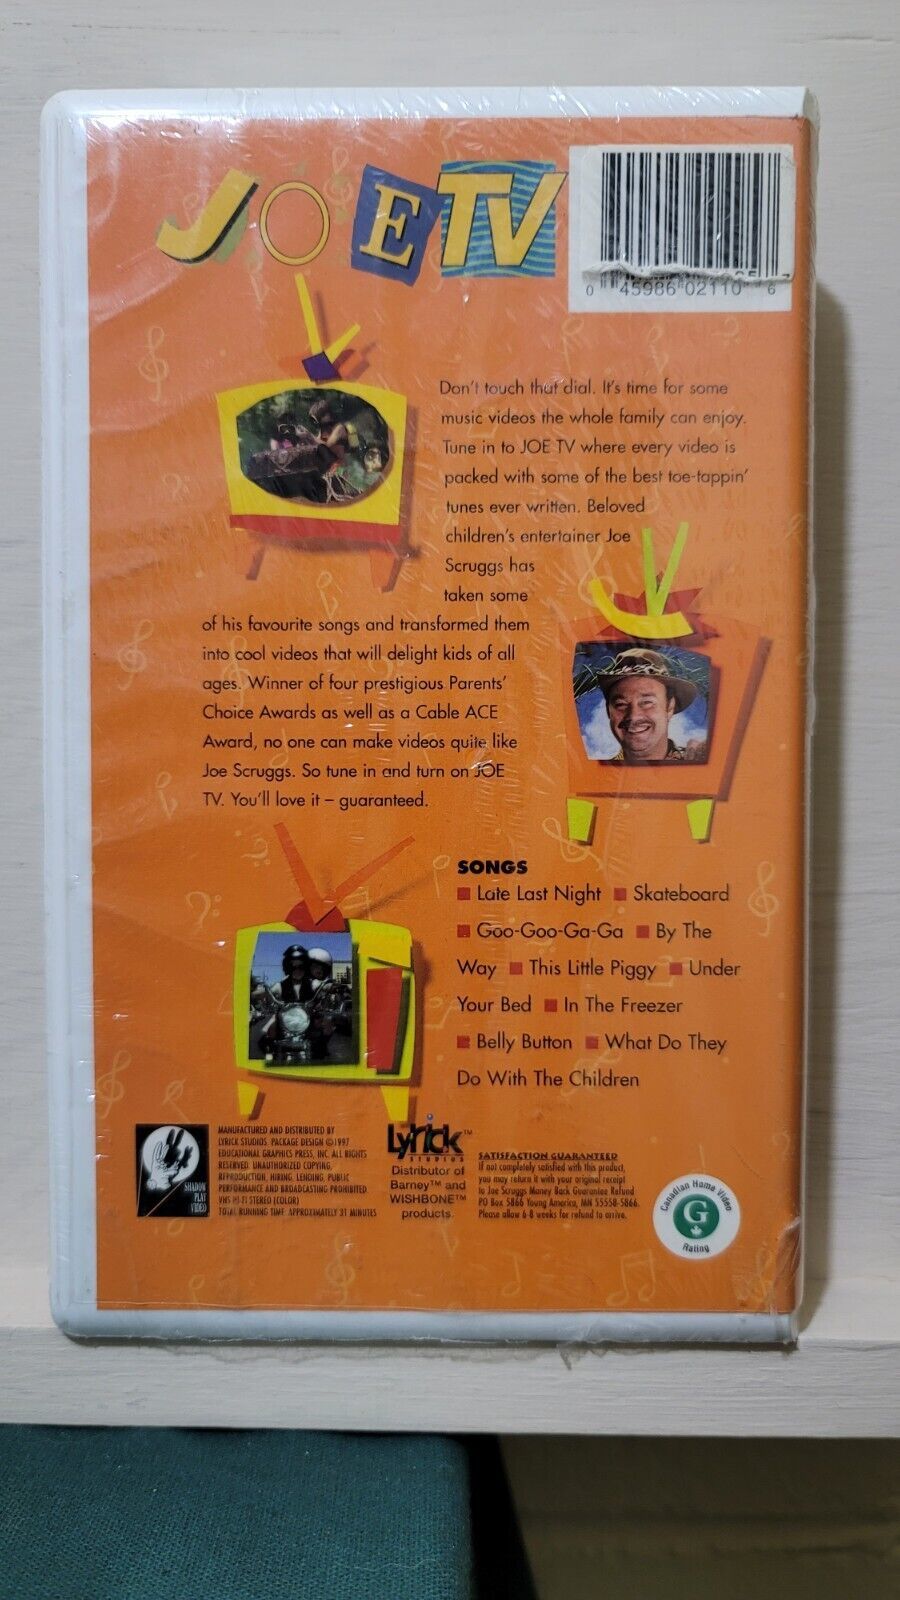 JOE TV
0 45986 02110 6
Don't touch that dial. It's time for some
music videos the whole family can enjoy.
Tune in to JOE TV where every video is
packed with some of the best toe-tappin'
tunes ever written. Beloved
children's entertainer Joe
Scruggs has
taken some
of his favourite songs and transformed them
into cool videos that will delight kids of all
ages. Winner of four prestigious Parents'
Choice Awards as well as a Cable ACE
Award, no one can make videos quite like
Joe Scruggs. So tune in and turn on JOE
TV. You'll love it – guaranteed.
SONGS
■ Late Last Night ■ Skateboard
■ Goo-Goo-Ga-Ga ■ By The
Way ■ This Little Piggy ■ Under
Your Bed ■ In The Freezer
■ Belly Button ■ What Do They
Do With The Children
SHADOW
PLAY
VIDEO
MANUFACTURED AND DISTRIBUTED BY
LYRICK STUDIOS. PACKAGE DESIGN ©1997
EDUCATIONAL GRAPHICS PRESS, INC. ALL RIGHTS
RESERVED. UNAUTHORIZED COPYING,
REPRODUCTION, HIRING, LENDING, PUBLIC
PERFORMANCE AND BROADCASTING PROHIBITED.
VHS HI-FI STEREO (COLOR)
TOTAL RUNNING TIME: APPROXIMATELY 31 MINUTES
Lyrick™
STUDIOS
Distributor of
Barney™ and
WISHBONE™
products.
SATISFACTION GUARANTEED
If not completely satisfied with this product,
you may return it with your original receipt
to Joe Scruggs Money Back Guarantee Refund
PO Box 5866 Young America, MN 55558-5866.
Please allow 6-8 weeks for refund to arrive.
Canadian Home Video
G
Rating